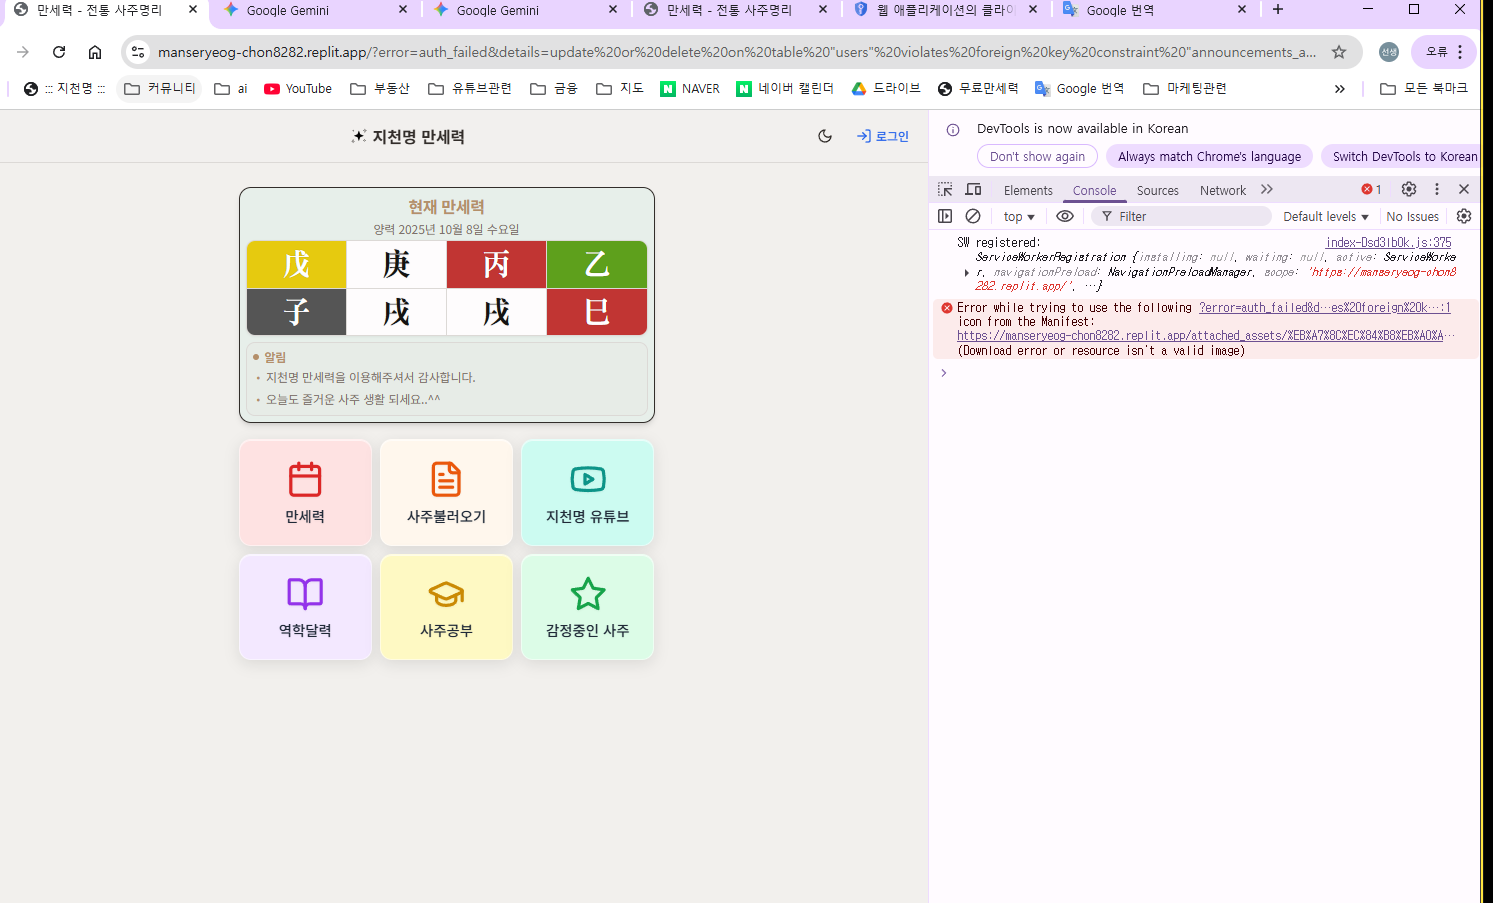 만세력 - 전통 사주명리
Google Gemini
Google Gemini
만세력 - 전통 사주명리
웹 애플리케이션의 클라이
Google 번역
manseryeog-chon8282.replit.app/?error=auth_failed&details=update%20or%20delete%20on%20table%20"users"%20violates%20foreign%20key%20constraint%20"announcements_a...
선생
오류
::: 지천명 :::
커뮤니티
ai
YouTube
부동산
유튜브관련
금융
지도
NAVER
네이버 캘린더
드라이브
무료만세력
Google 번역
마케팅관련
모든 북마크
지천명 만세력
로그인
현재 만세력
양력 2025년 10월 8일 수요일
戊 庚 丙 乙
子 戌 戌 巳
알림
• 지천명 만세력을 이용해주셔서 감사합니다.
• 오늘도 즐거운 사주 생활 되세요..^^
만세력
사주불러오기
지천명 유튜브
역학달력
사주공부
감정중인 사주
DevTools is now available in Korean
Don't show again
Always match Chrome's language
Switch DevTools to Korean
Elements
Console
Sources
Network
1
top
Filter
Default levels
No Issues
SW registered: index-Dsd3lb0k.js:375
ServiceWorkerRegistration {installing: null, waiting: null, active: ServiceWorke
r, navigationPreload: NavigationPreloadManager, scope: 'https://manseryeog-chon8
282.replit.app/', …}
Error while trying to use the following ?error=auth_failed&d…es%20foreign%20k…:1
icon from the Manifest:
https://manseryeog-chon8282.replit.app/attached_assets/%EB%A7%8C%EC%84%B8%EB%A0%A…
(Download error or resource isn't a valid image)